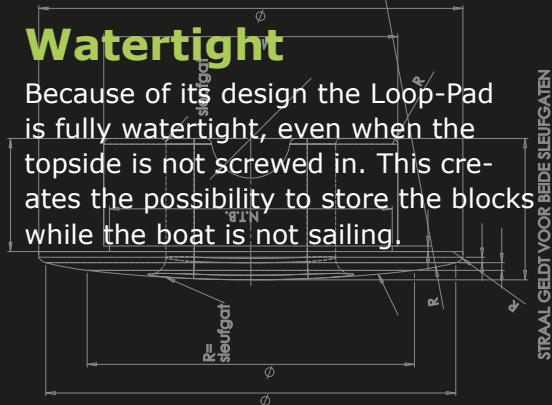 Watertight
Because of its design the Loop-Pad
is fully watertight, even when the
topside is not screwed in. This cre-
ates the possibility to store the blocks
while the boat is not sailing.
Ø
sleufgat
R
N.T.B.
STRAAL GELDT VOOR BEIDE SLEUFGATEN
R=
sleufgat
R
R
Ø
Ø